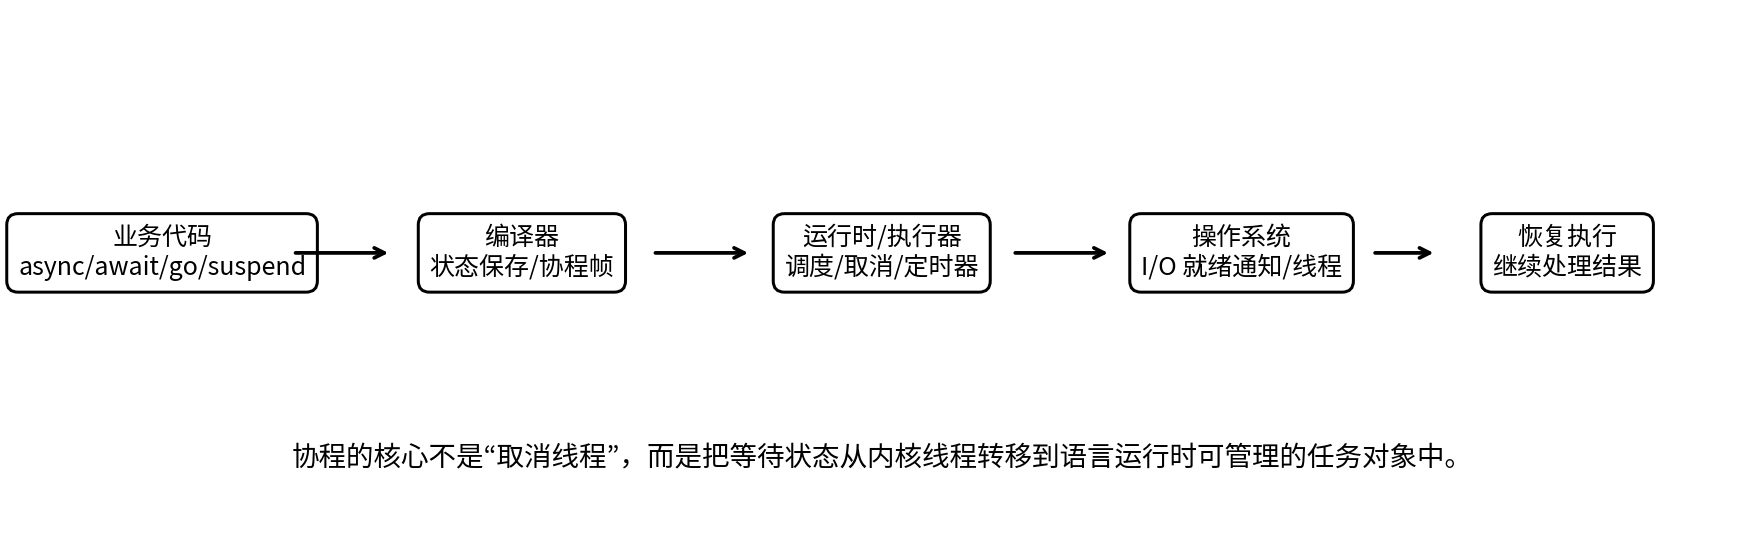 业务代码
async/await/go/suspend
编译器
状态保存/协程帧
运行时/执行器
调度/取消/定时器
操作系统
I/O 就绪通知/线程
恢复执行
继续处理结果
协程的核心不是“取消线程”，而是把等待状态从内核线程转移到语言运行时可管理的任务对象中。